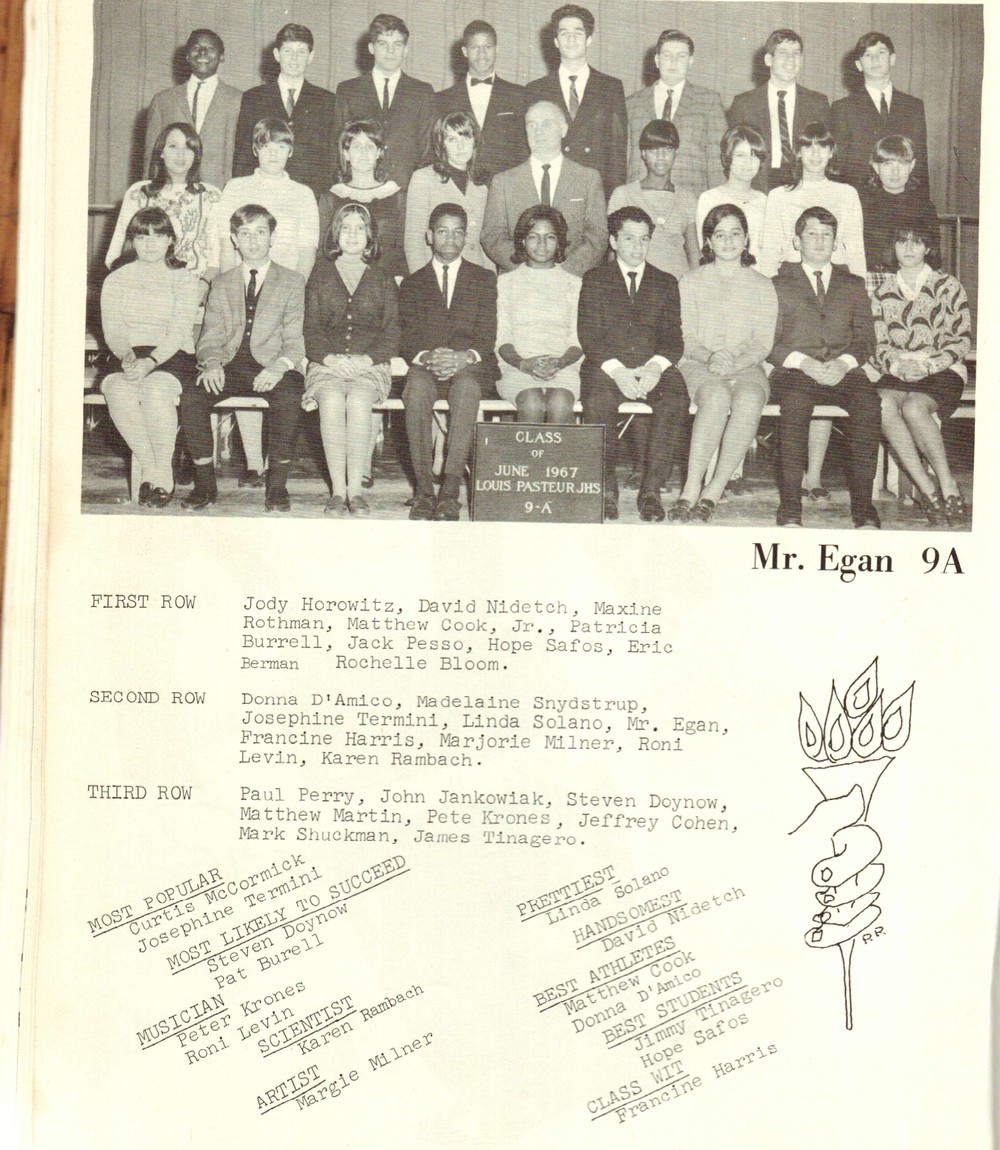 CLASS
OF
JUNE 1967
LOUIS PASTEUR JHS
9-A
Mr. Egan 9A
FIRST ROW Jody Horowitz, David Nidetch, Maxine
Rothman, Matthew Cook, Jr., Patricia
Burrell, Jack Pesso, Hope Safos, Eric
Berman Rochelle Bloom.
SECOND ROW Donna D'Amico, Madelaine Snydstrup,
Josephine Termini, Linda Solano, Mr. Egan,
Francine Harris, Marjorie Milner, Roni
Levin, Karen Rambach.
THIRD ROW Paul Perry, John Jankowiak, Steven Doynow,
Matthew Martin, Pete Krones, Jeffrey Cohen,
Mark Shuckman, James Tinagero.
MOST POPULAR
Curtis McCormick
Josephine Termini
MOST LIKELY TO SUCCEED
Steven Doynow
Pat Burell
MUSICIAN
Peter Krones
Roni Levin
SCIENTIST
Karen Rambach
ARTIST
Margie Milner
PRETTIEST
Linda Solano
HANDSOMEST
David Nidetch
BEST ATHLETES
Matthew Cook
Donna D'Amico
BEST STUDENTS
Jimmy Tinagero
Hope Safos
CLASS WIT
Francine Harris
P.P.